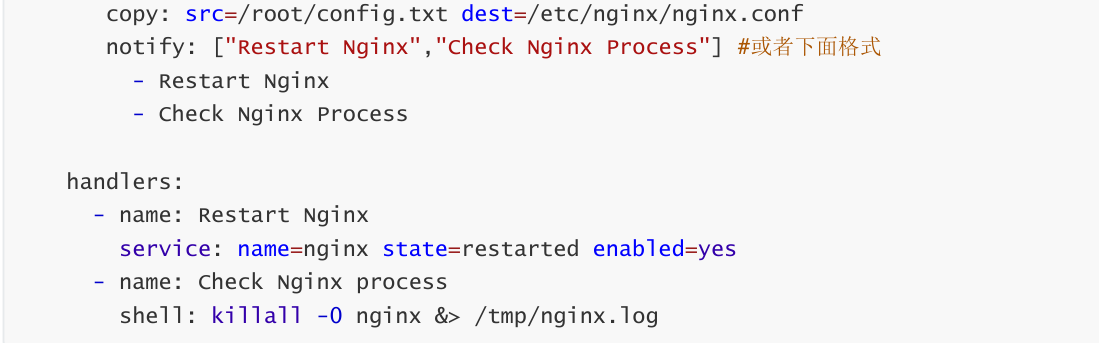 copy: src=/root/config.txt dest=/etc/nginx/nginx.conf
notify: ["Restart Nginx","Check Nginx Process"] #或者下面格式
- Restart Nginx
- Check Nginx Process
handlers:
- name: Restart Nginx
service: name=nginx state=restarted enabled=yes
- name: Check Nginx process
shell: killall -0 nginx &> /tmp/nginx.log